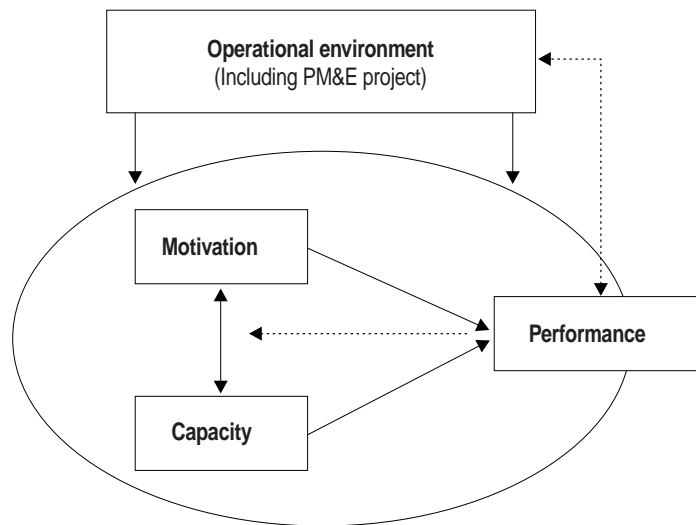 Operational environment
(Including PM&E project)
Motivation
Performance
Capacity